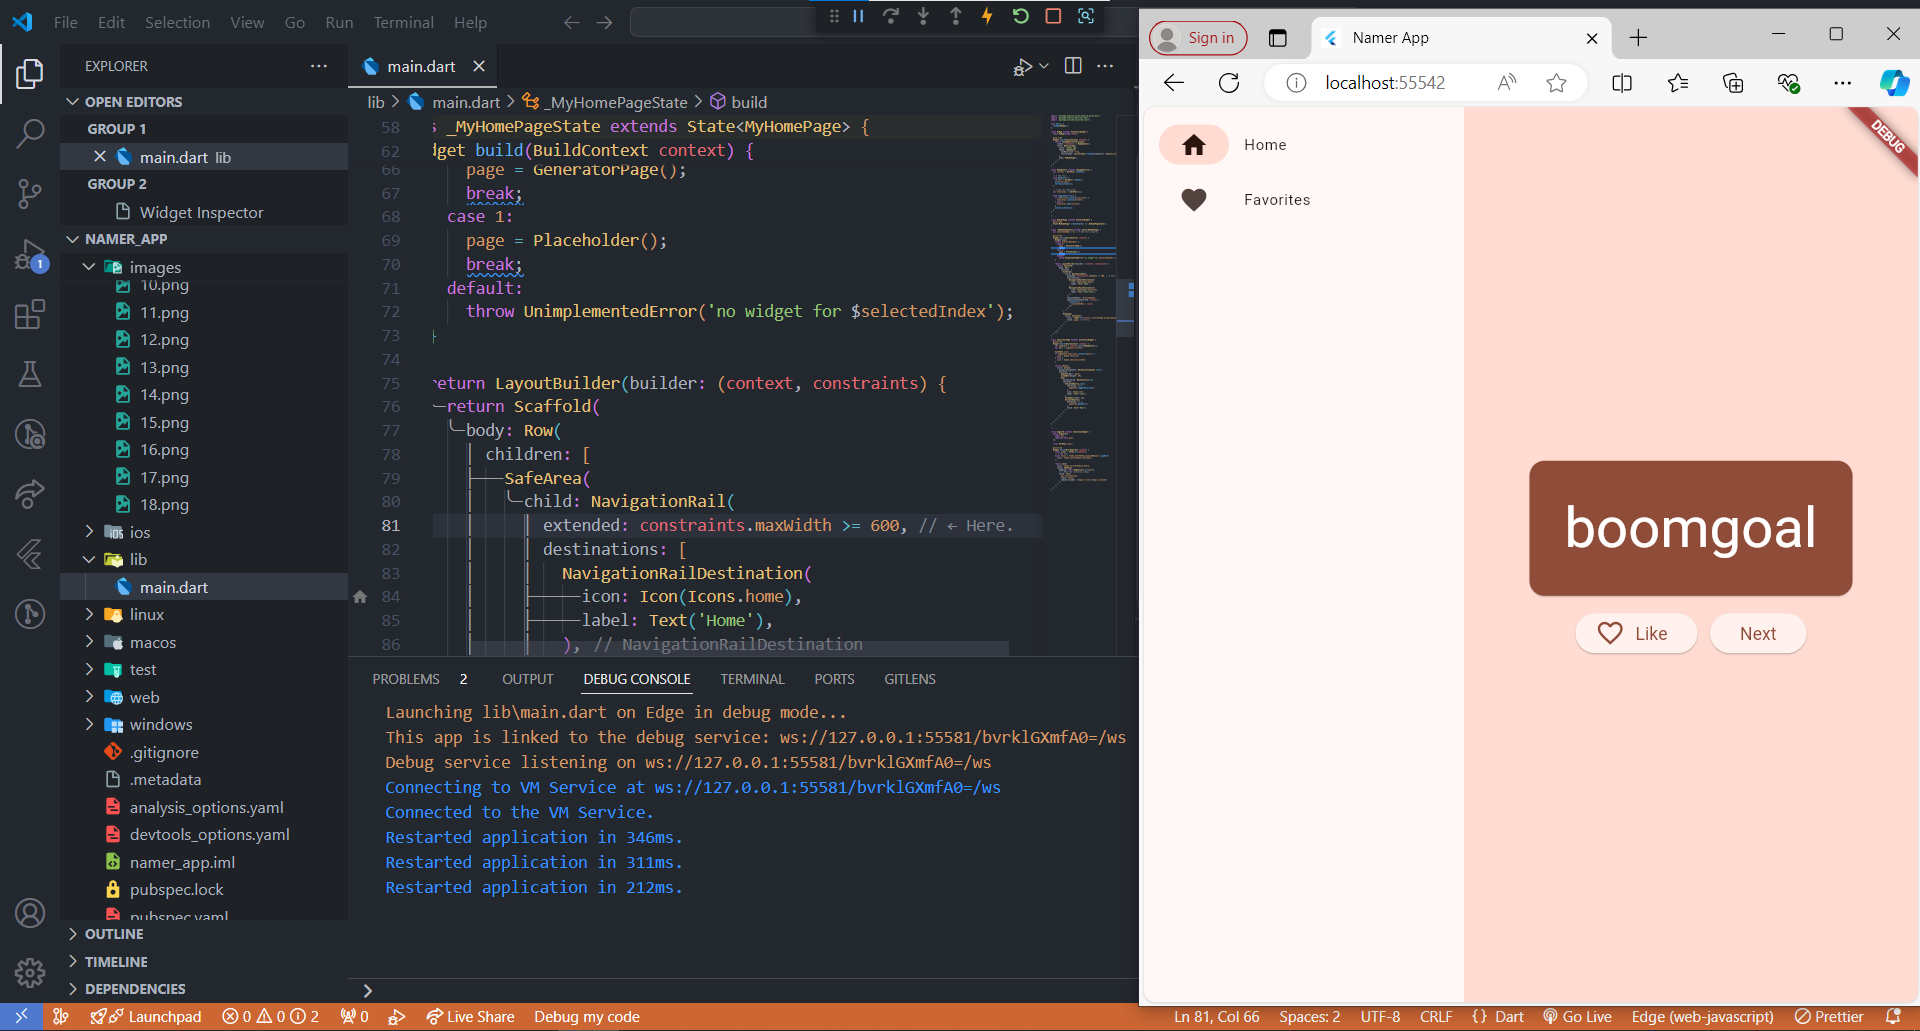 File Edit Selection View Go Run Terminal Help
EXPLORER
OPEN EDITORS
GROUP 1
main.dart lib
GROUP 2
Widget Inspector
NAMER_APP
images
10.png
11.png
12.png
13.png
14.png
15.png
16.png
17.png
18.png
ios
lib
main.dart
linux
macos
test
web
windows
.gitignore
.metadata
analysis_options.yaml
devtools_options.yaml
namer_app.iml
pubspec.lock
pubspec.yaml
OUTLINE
TIMELINE
DEPENDENCIES
1
main.dart
lib > main.dart > _MyHomePageState > build
58 s _MyHomePageState extends State<MyHomePage> {
62 dget build(BuildContext context) {
66 page = GeneratorPage();
67 break;
68 case 1:
69 page = Placeholder();
70 break;
71 default:
72 throw UnimplementedError('no widget for $selectedIndex');
73 }
74
75 return LayoutBuilder(builder: (context, constraints) {
76 return Scaffold(
77 body: Row(
78 children: [
79 SafeArea(
80 child: NavigationRail(
81 extended: constraints.maxWidth >= 600, // ← Here.
82 destinations: [
83 NavigationRailDestination(
84 icon: Icon(Icons.home),
85 label: Text('Home'),
86 ), // NavigationRailDestination
PROBLEMS 2 OUTPUT DEBUG CONSOLE TERMINAL PORTS GITLENS
Launching lib\main.dart on Edge in debug mode...
This app is linked to the debug service: ws://127.0.0.1:55581/bvrklGXmfA0=/ws
Debug service listening on ws://127.0.0.1:55581/bvrklGXmfA0=/ws
Connecting to VM Service at ws://127.0.0.1:55581/bvrklGXmfA0=/ws
Connected to the VM Service.
Restarted application in 346ms.
Restarted application in 311ms.
Restarted application in 212ms.
Launchpad 0 0 2 0 Live Share Debug my code Ln 81, Col 66 Spaces: 2 UTF-8 CRLF {} Dart Go Live Edge (web-javascript) Prettier
Sign in
Namer App
localhost:55542
DEBUG
Home
Favorites
boomgoal
Like
Next